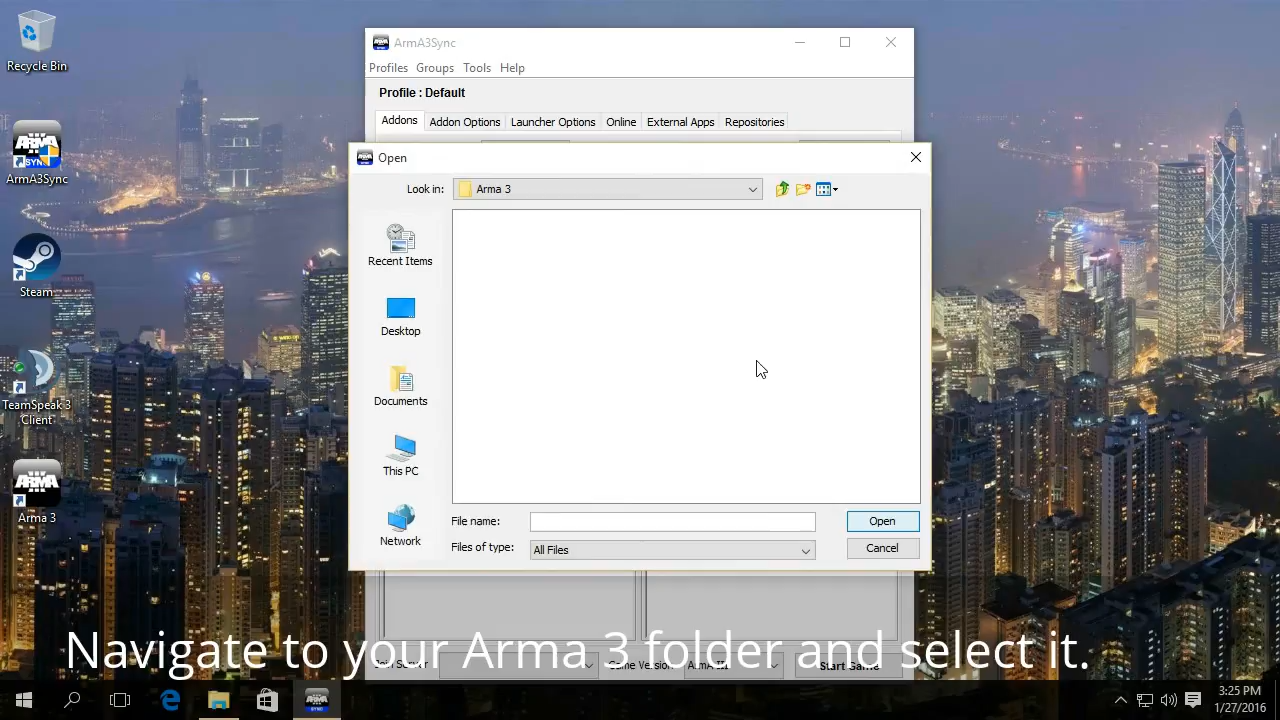 Recycle Bin
ArmA3Sync
Steam
TeamSpeak 3
Client
Arma 3
ArmA3Sync
Profiles Groups Tools Help
Profile : Default
Addons Addon Options Launcher Options Online External Apps Repositories
Open
Look in: Arma 3
Recent Items
Desktop
Documents
This PC
Network
File name: Open
Files of type: All Files Cancel
Start Game
Navigate to your Arma 3 folder and select it.
3:25 PM
1/27/2016